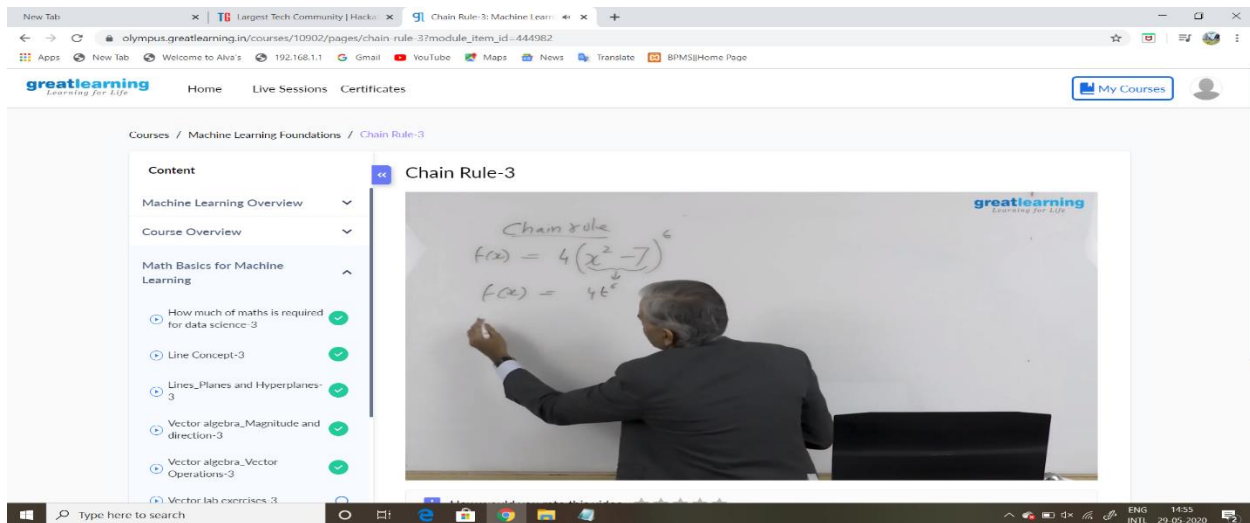 New Tab
TG Largest Tech Community | Hacka
Chain Rule-3: Machine Learn
olympus.greatlearning.in/courses/10902/pages/chain-rule-3?module_item_id=444982
Apps New Tab Welcome to Alva's 192.168.1.1 Gmail YouTube Maps News Translate BPMS||Home Page
greatlearning
Learning for Life
Home Live Sessions Certificates
My Courses
Courses / Machine Learning Foundations / Chain Rule-3
Content
Machine Learning Overview
Course Overview
Math Basics for Machine
Learning
How much of maths is required
for data science-3
Line Concept-3
Lines_Planes and Hyperplanes-
3
Vector algebra_Magnitude and
direction-3
Vector algebra_Vector
Operations-3
Vector lab exercises-3
Chain Rule-3
greatlearning
Learning for Life
Chain rule
f(x) = 4(x² - 7)⁶
f(x) = 4t⁶
Type here to search
ENG
INTL
14:55
29-05-2020